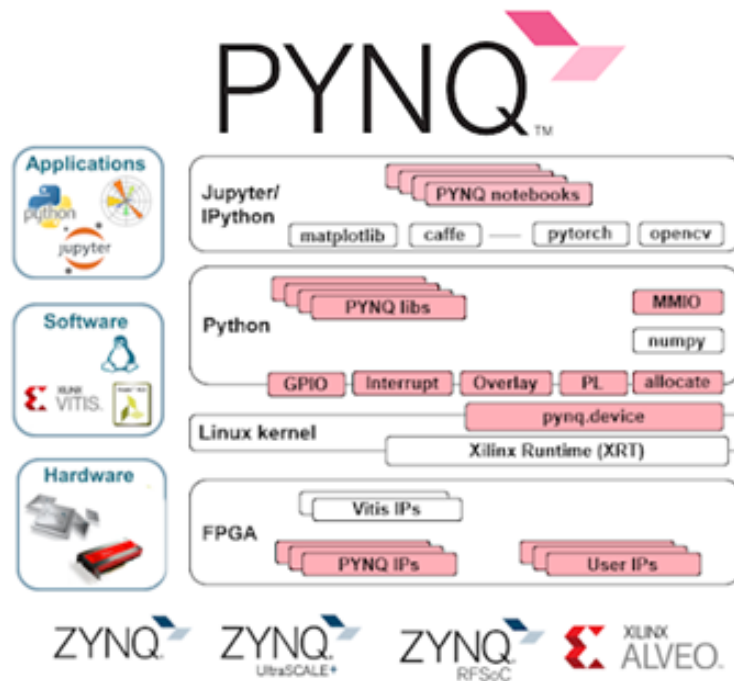 PYNQ
TM
Applications
python
jupyter
Jupyter/
IPython
PYNQ notebooks
matplotlib
caffe
pytorch
opencv
Software
XILINX
VITIS.
Python
PYNQ libs
MMIO
numpy
GPIO
Interrupt
Overlay
PL
allocate
Linux kernel
pynq.device
Xilinx Runtime (XRT)
Hardware
FPGA
Vitis IPs
PYNQ IPs
User IPs
ZYNQ
ZYNQ
UltraSCALE+
ZYNQ
RFSoC
XILINX
ALVEO